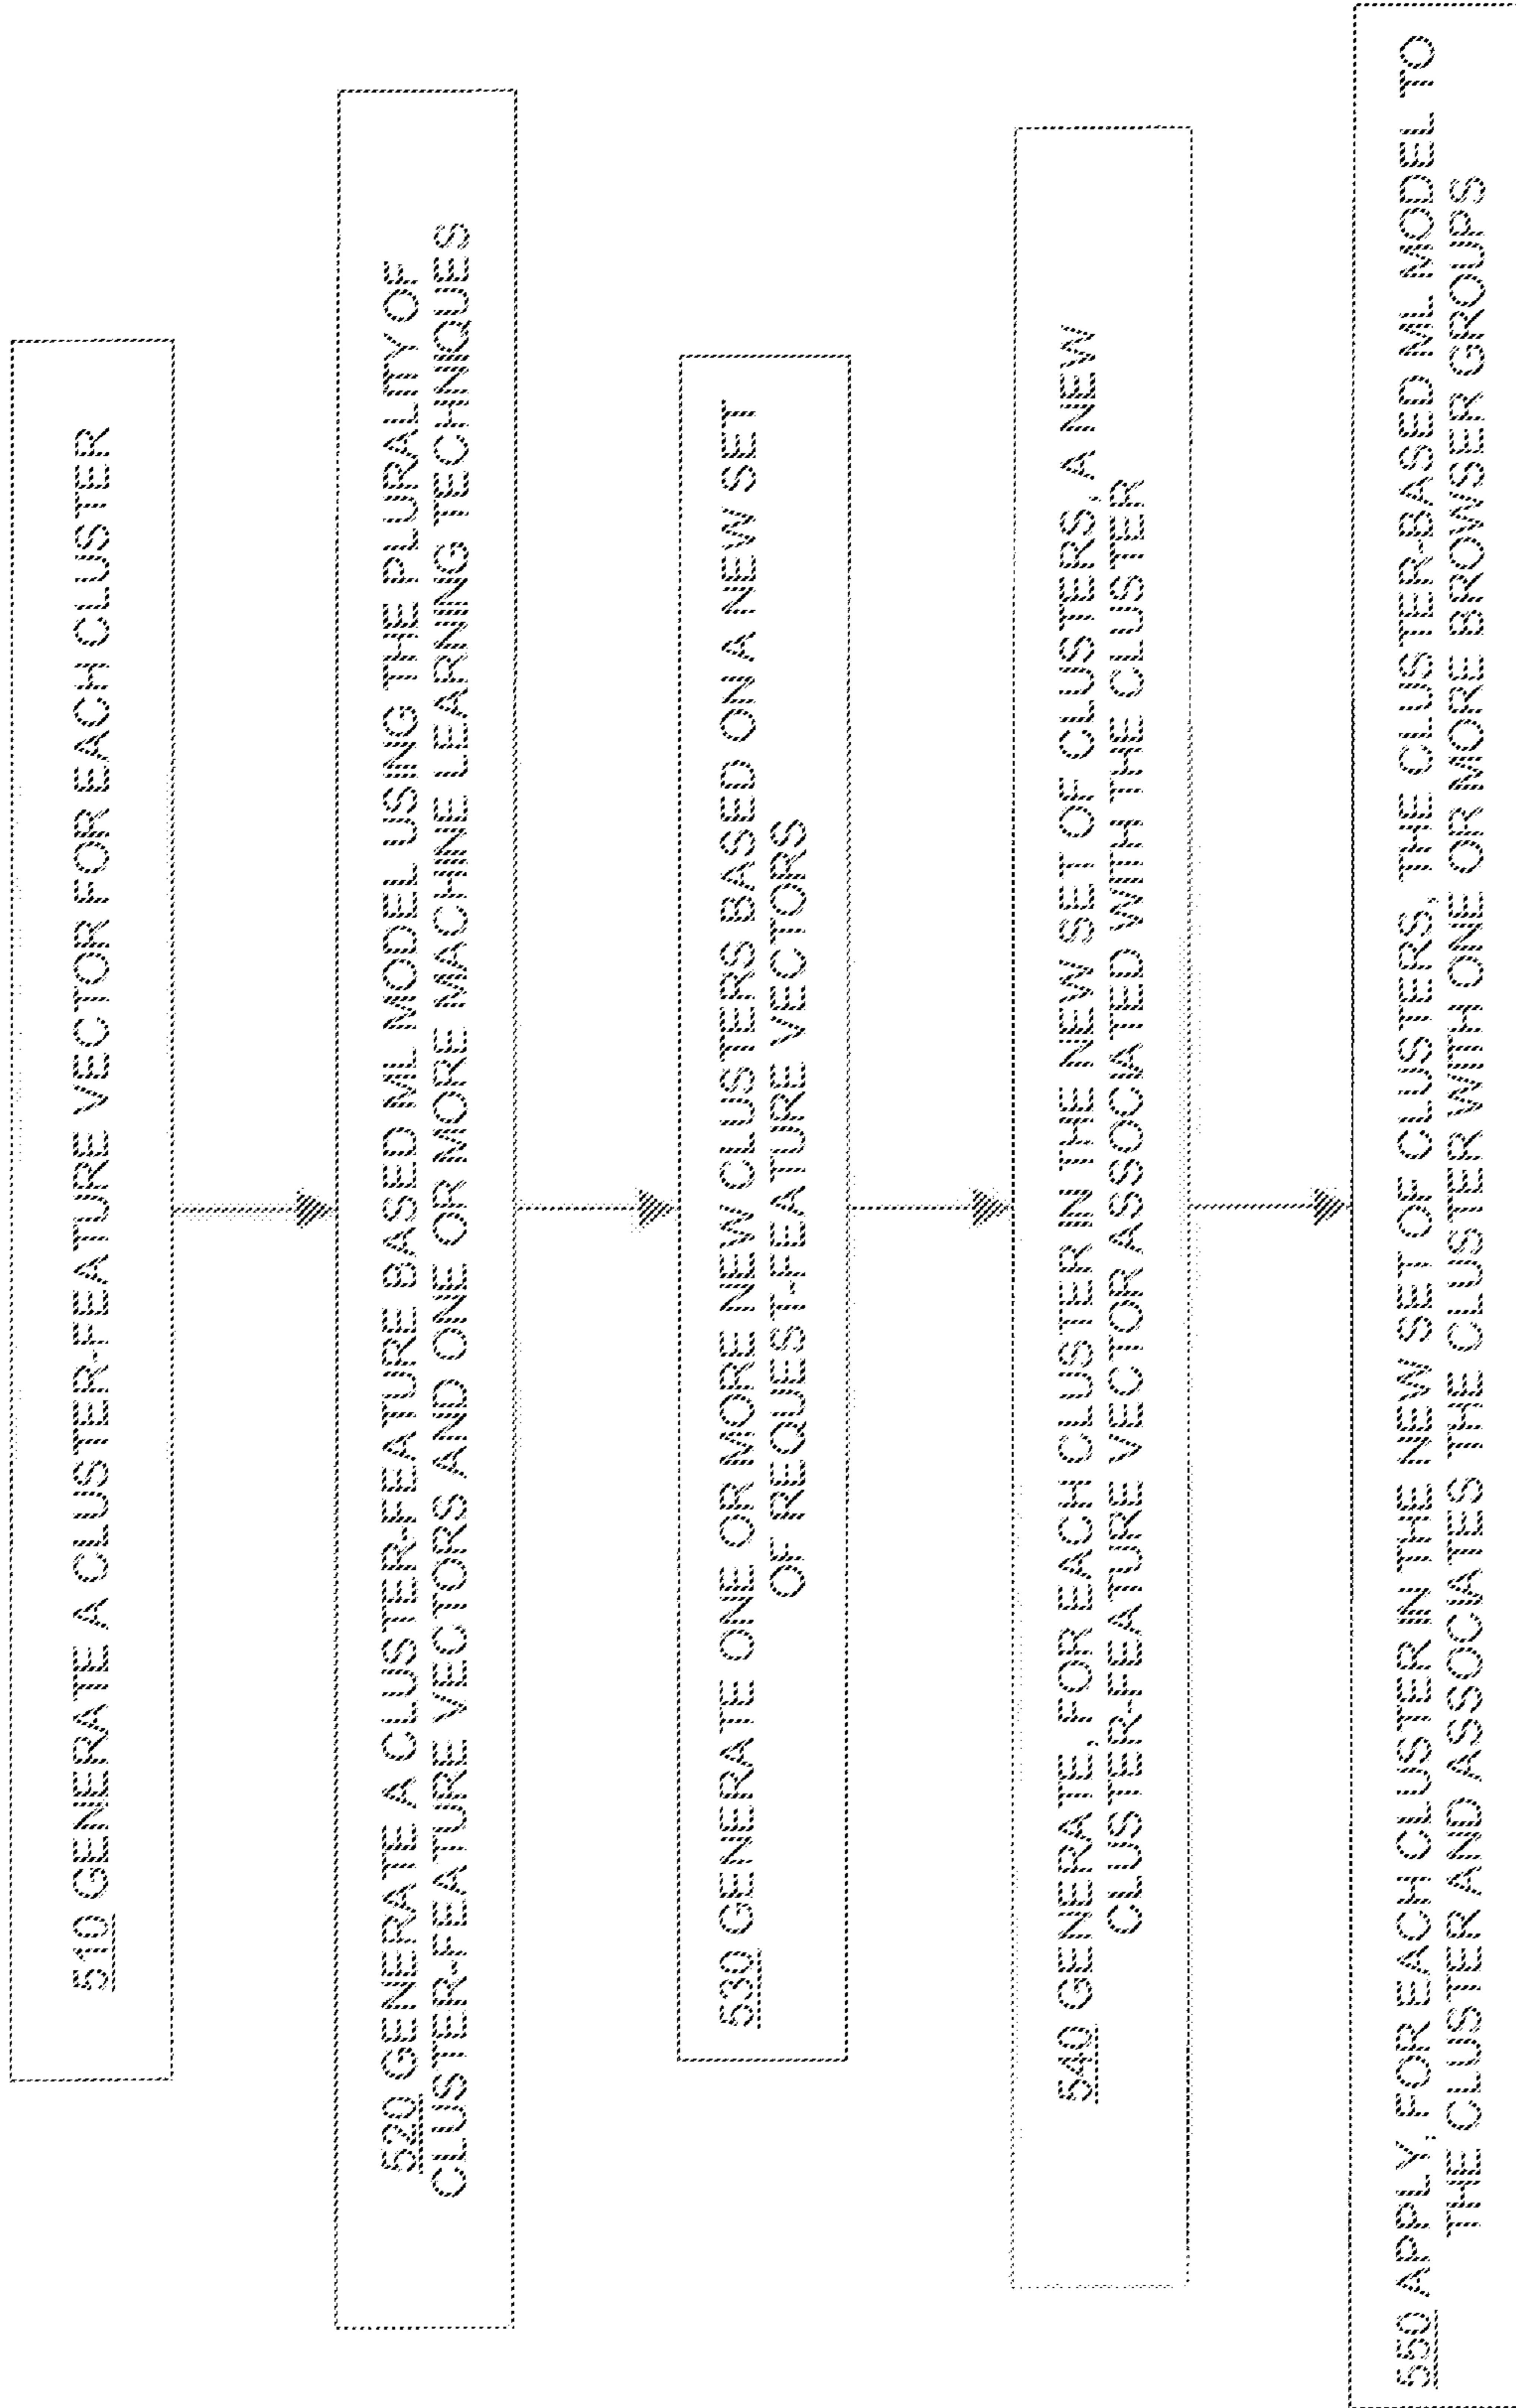 510 GENERATE A CLUSTER-FEATURE VECTOR FOR EACH CLUSTER
520 GENERATE A CLUSTER-FEATURE BASED ML MODEL USING THE PLURALITY OF
CLUSTER-FEATURE VECTORS AND ONE OR MORE MACHINE LEARNING TECHNIQUES
530 GENERATE ONE OR MORE NEW CLUSTERS BASED ON A NEW SET
OF REQUEST-FEATURE VECTORS
540 GENERATE, FOR EACH CLUSTER IN THE NEW SET OF CLUSTERS, A NEW
CLUSTER-FEATURE VECTOR ASSOCIATED WITH THE CLUSTER
550 APPLY, FOR EACH CLUSTER IN THE NEW SET OF CLUSTERS, THE CLUSTER-BASED ML MODEL TO
THE CLUSTER AND ASSOCIATES THE CLUSTER WITH ONE OR MORE BROWSER GROUPS